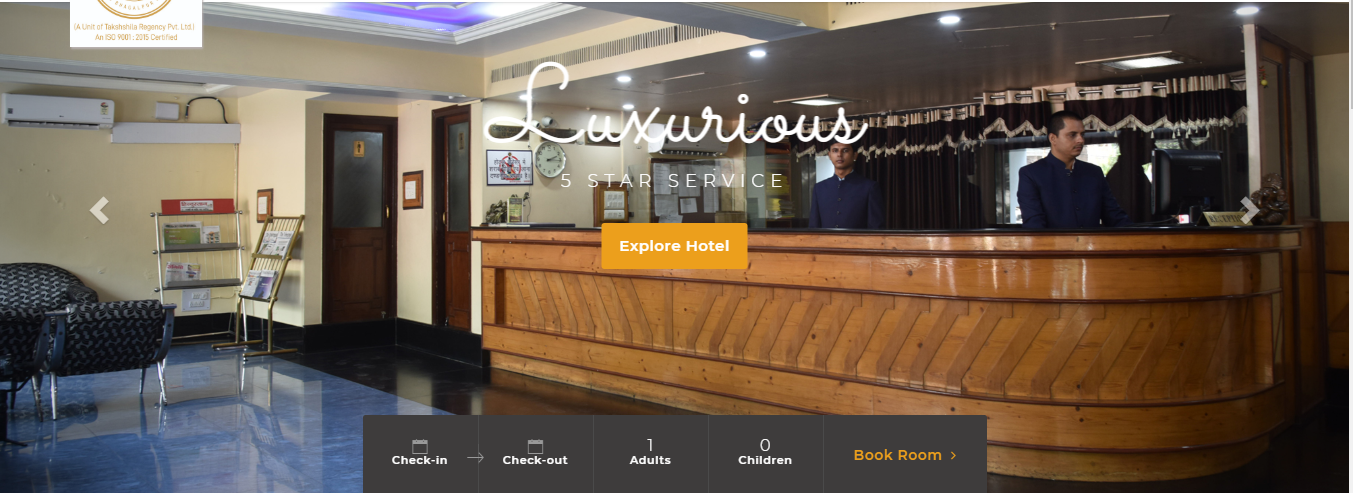 BHAGALPUR
(A Unit of Takshshila Regency Pvt. Ltd.)
An ISO 9001 : 2015 Certified
Luxurious
5 STAR SERVICE
Explore Hotel
हिन्दुस्तान
Check-in
Check-out
1
Adults
0
Children
Book Room